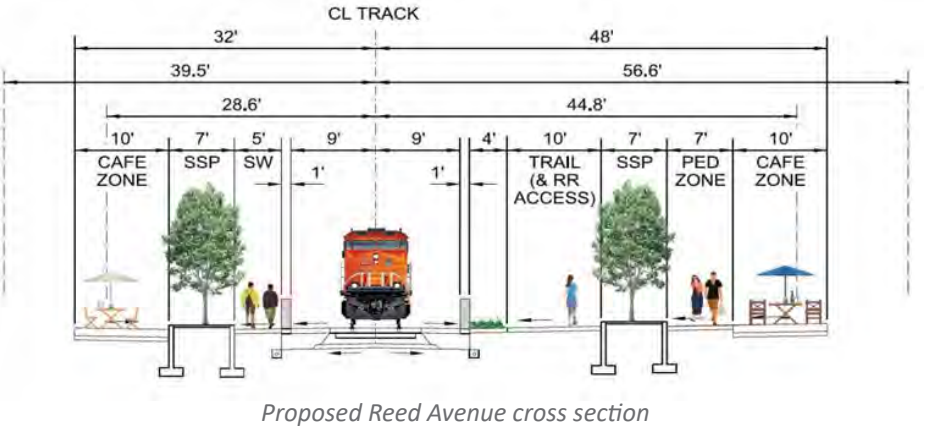 CL TRACK
32' 48'
39.5' 56.6'
28.6' 44.8'
10' 7' 5' 9' 9' 4' 10' 7' 7' 10'
CAFE ZONE SSP SW 1' 1' TRAIL (& RR ACCESS) SSP PED ZONE CAFE ZONE
Proposed Reed Avenue cross section